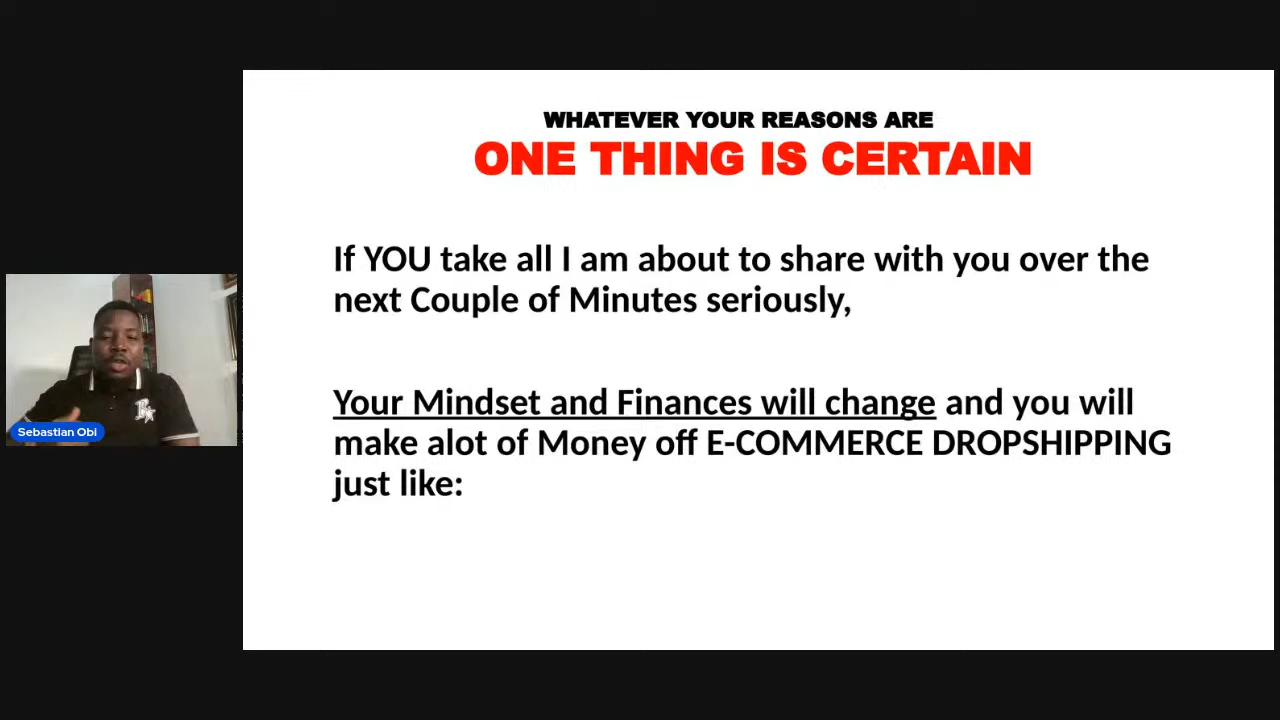 WHATEVER YOUR REASONS ARE
ONE THING IS CERTAIN
If YOU take all I am about to share with you over the
next Couple of Minutes seriously,
Your Mindset and Finances will change and you will
make alot of Money off E-COMMERCE DROPSHIPPING
just like:
Sebastian Obi